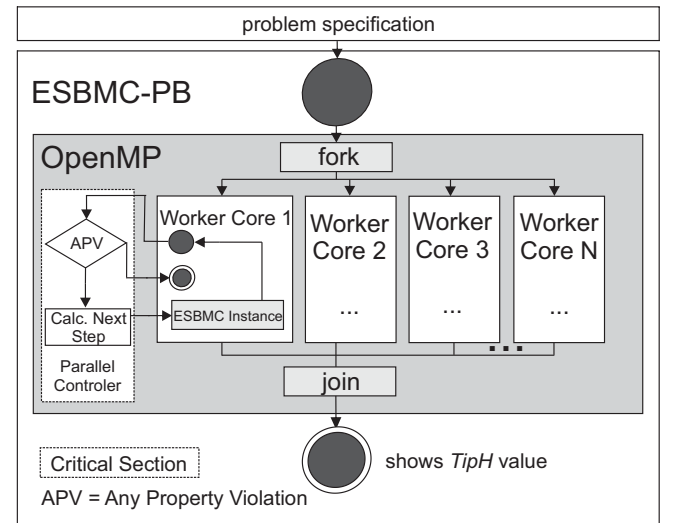 problem specification
ESBMC-PB
OpenMP
fork
APV
Calc. Next
Step
Parallel
Controler
Worker Core 1
ESBMC Instance
Worker
Core 2
...
Worker
Core 3
...
Worker
Core N
...
...
join
Critical Section
shows TipH value
APV = Any Property Violation